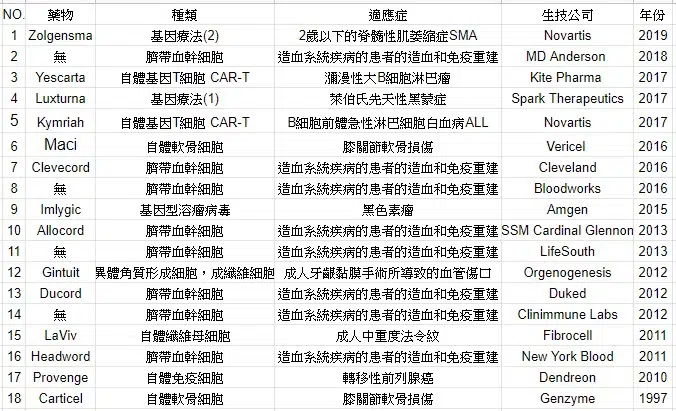 NO. 藥物 種類 適應症 生技公司 年份
1 Zolgensma 基因療法(2) 2歲以下的脊髓性肌萎縮症SMA Novartis 2019
2 無 臍帶血幹細胞 造血系統疾病的患者的造血和免疫重建 MD Anderson 2018
3 Yescarta 自體基因T細胞 CAR-T 瀰漫性大B細胞淋巴瘤 Kite Pharma 2017
4 Luxturna 基因療法(1) 萊伯氏先天性黑蒙症 Spark Therapeutics 2017
5 Kymriah 自體基因T細胞 CAR-T B細胞前體急性淋巴細胞白血病ALL Novartis 2017
6 Maci 自體軟骨細胞 膝關節軟骨損傷 Vericel 2016
7 Clevecord 臍帶血幹細胞 造血系統疾病的患者的造血和免疫重建 Cleveland 2016
8 無 臍帶血幹細胞 造血系統疾病的患者的造血和免疫重建 Bloodworks 2016
9 Imlygic 基因型溶瘤病毒 黑色素瘤 Amgen 2015
10 Allocord 臍帶血幹細胞 造血系統疾病的患者的造血和免疫重建 SSM Cardinal Glennon 2013
11 無 臍帶血幹細胞 造血系統疾病的患者的造血和免疫重建 LifeSouth 2013
12 Gintuit 異體角質形成細胞，成纖維細胞 成人牙齦黏膜手術所導致的血管傷口 Orgenogenesis 2012
13 Ducord 臍帶血幹細胞 造血系統疾病的患者的造血和免疫重建 Duked 2012
14 無 臍帶血幹細胞 造血系統疾病的患者的造血和免疫重建 Clinimmune Labs 2012
15 LaViv 自體纖維母細胞 成人中重度法令紋 Fibrocell 2011
16 Headword 臍帶血幹細胞 造血系統疾病的患者的造血和免疫重建 New York Blood 2011
17 Provenge 自體免疫細胞 轉移性前列腺癌 Dendreon 2010
18 Carticel 自體軟骨細胞 膝關節軟骨損傷 Genzyme 1997